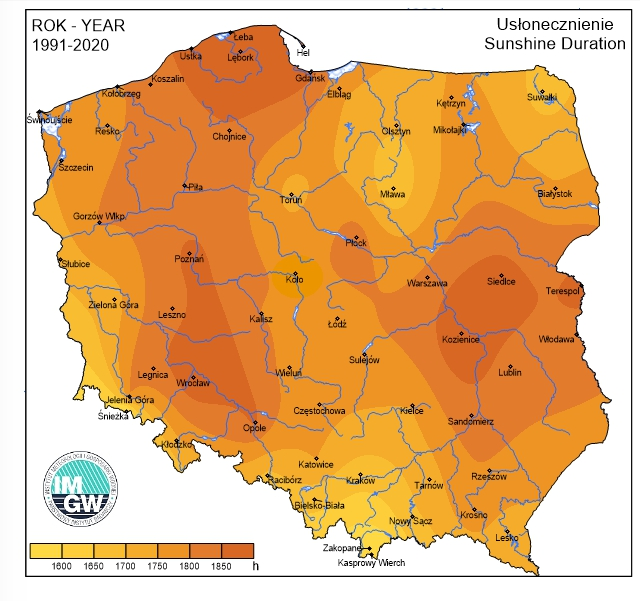 ROK - YEAR
1991-2020
Usłonecznienie
Sunshine Duration
Łeba
Hel
Ustka
Lębork
Gdańsk
Koszalin
Kołobrzeg
Elbląg
Kętrzyn
Suwałki
Świnoujście
Resko
Chojnice
Olsztyn
Mikołajki
Szczecin
Piła
Toruń
Mława
Białystok
Gorzów Wlkp.
Płock
Słubice
Poznań
Koło
Warszawa
Siedlce
Terespol
Zielona Góra
Leszno
Kalisz
Łódź
Kozienice
Włodawa
Sulejów
Legnica
Wrocław
Wieluń
Lublin
Jelenia Góra
Śnieżka
Częstochowa
Kielce
Sandomierz
Opole
Kłodzko
Katowice
Racibórz
Kraków
Tarnów
Rzeszów
Bielsko-Biała
Nowy Sącz
Krosno
Lesko
Zakopane
Kasprowy Wierch
IM
GW
1600 1650 1700 1750 1800 1850 h